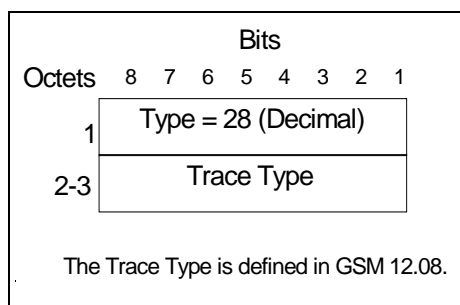 Bits
Octets 8 7 6 5 4 3 2 1
1 Type = 28 (Decimal)
2-3 Trace Type
The Trace Type is defined in GSM 12.08.
.